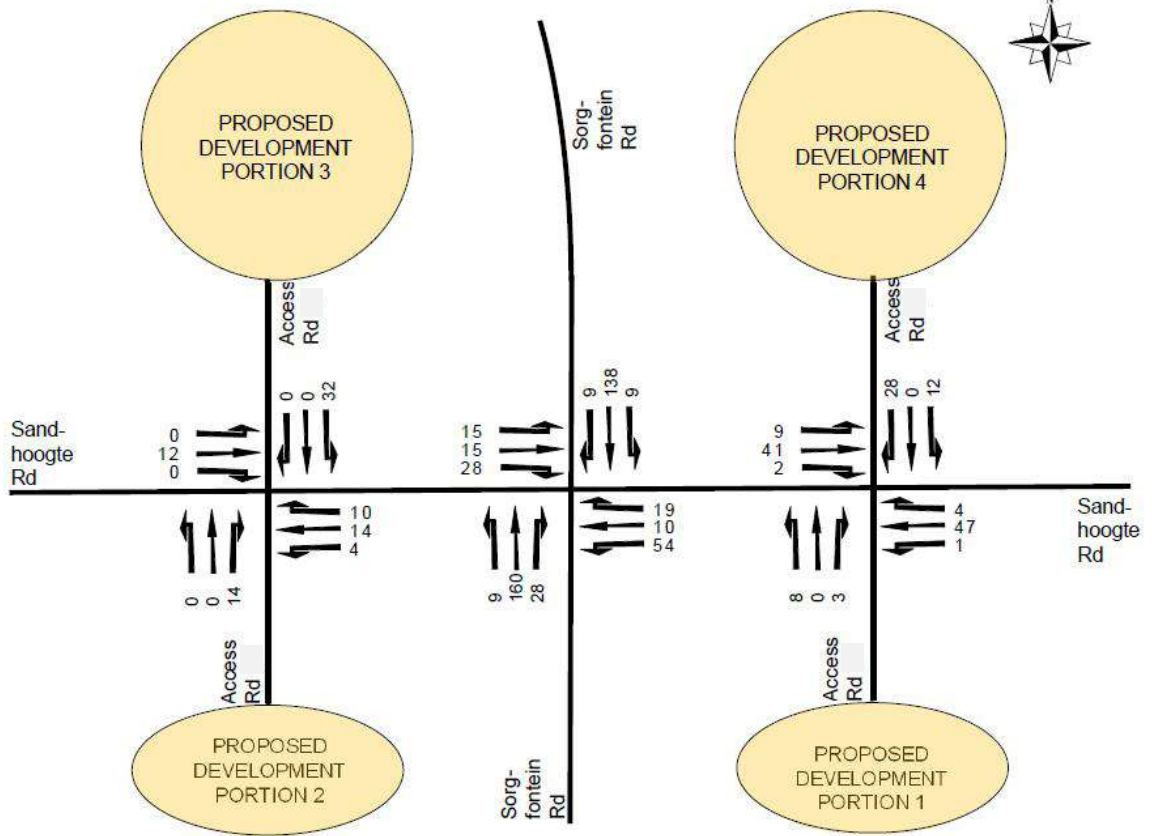 N
PROPOSED
DEVELOPMENT
PORTION 3
Sorg-
fontein
Rd
PROPOSED
DEVELOPMENT
PORTION 4
Access
Rd
Access
Rd
0 0 32
9 138 9
28 0 12
Sand-
hoogte
Rd
0
12
0
15
15
28
9
41
2
10
14
4
19
10
54
4
47
1
Sand-
hoogte
Rd
0 0 14
9 160 28
8 0 3
Access
Rd
Access
Rd
Sorg-
fontein
Rd
PROPOSED
DEVELOPMENT
PORTION 2
PROPOSED
DEVELOPMENT
PORTION 1